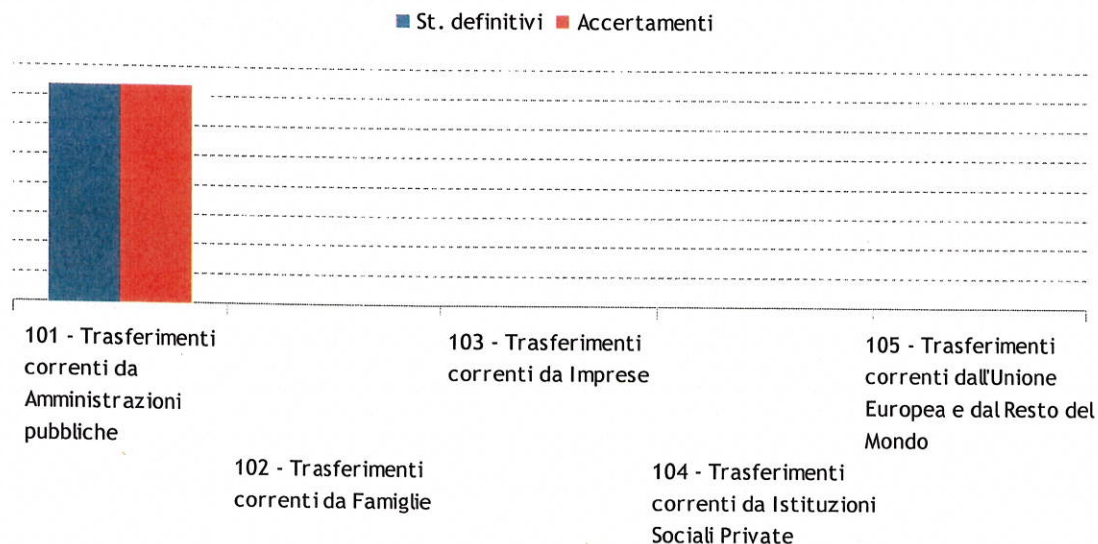 St. definitivi Accertamenti
101 - Trasferimenti
correnti da
Amministrazioni
pubbliche
102 - Trasferimenti
correnti da Famiglie
103 - Trasferimenti
correnti da Imprese
104 - Trasferimenti
correnti da Istituzioni
Sociali Private
105 - Trasferimenti
correnti dall'Unione
Europea e dal Resto del
Mondo